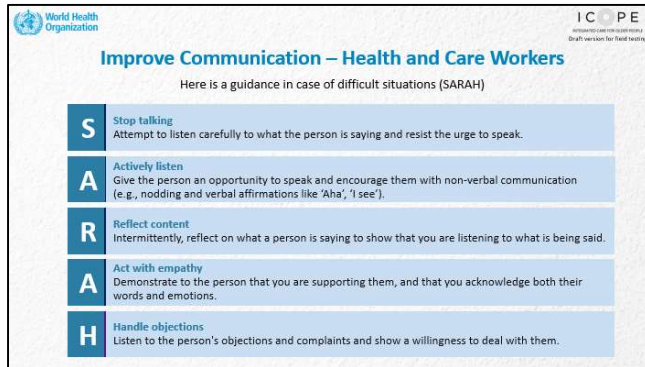 World Health
Organization
ICOPE
INTEGRATED CARE FOR OLDER PEOPLE
Draft version for field testing
Improve Communication – Health and Care Workers
Here is a guidance in case of difficult situations (SARAH)
S
Stop talking
Attempt to listen carefully to what the person is saying and resist the urge to speak.
A
Actively listen
Give the person an opportunity to speak and encourage them with non-verbal communication
(e.g., nodding and verbal affirmations like ‘Aha’, ‘I see’).
R
Reflect content
Intermittently, reflect on what a person is saying to show that you are listening to what is being said.
A
Act with empathy
Demonstrate to the person that you are supporting them, and that you acknowledge both their
words and emotions.
H
Handle objections
Listen to the person's objections and complaints and show a willingness to deal with them.